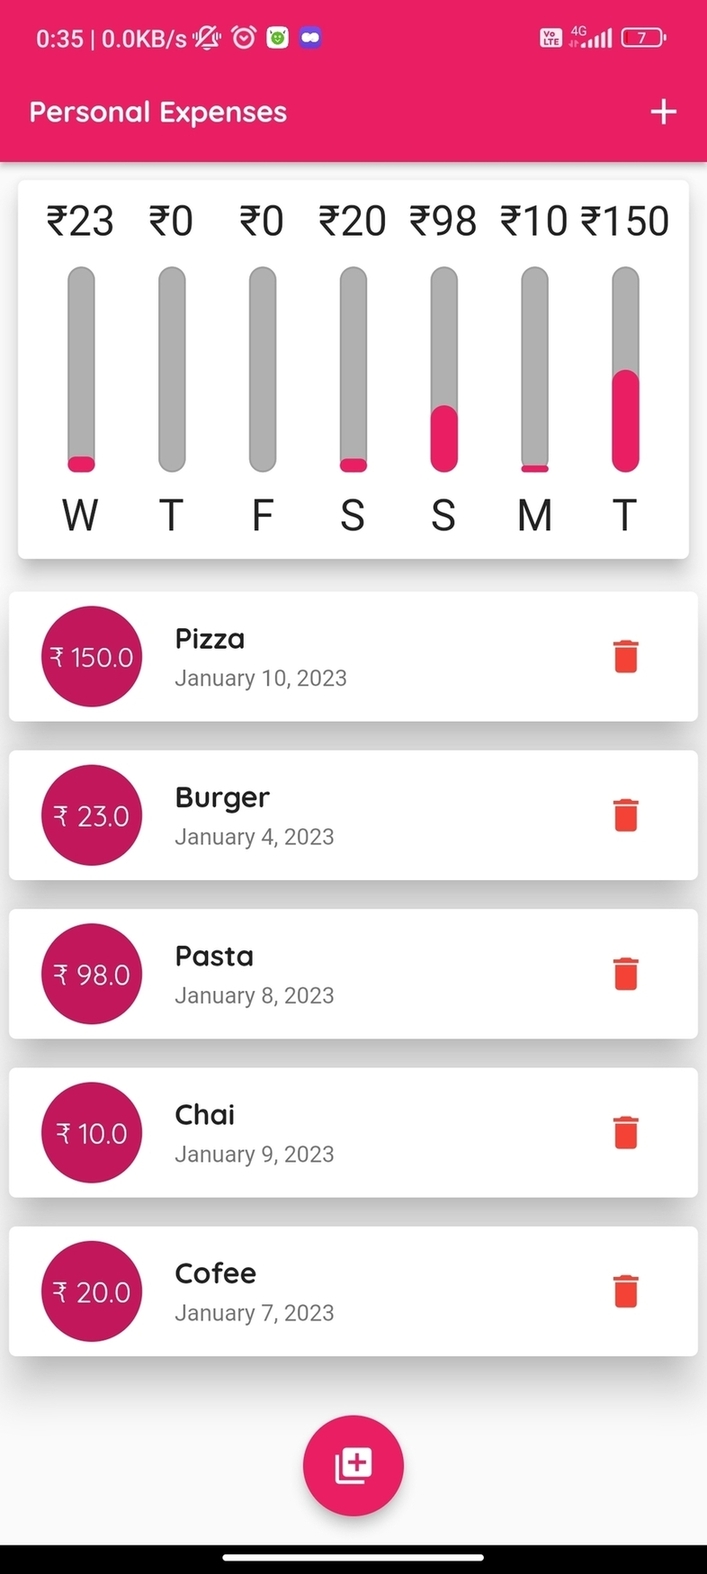 0:35 | 0.0KB/s Vo LTE 4G 7
Personal Expenses
₹23 ₹0 ₹0 ₹20 ₹98 ₹10 ₹150
W T F S S M T
₹ 150.0
Pizza
January 10, 2023
₹ 23.0
Burger
January 4, 2023
₹ 98.0
Pasta
January 8, 2023
₹ 10.0
Chai
January 9, 2023
₹ 20.0
Cofee
January 7, 2023